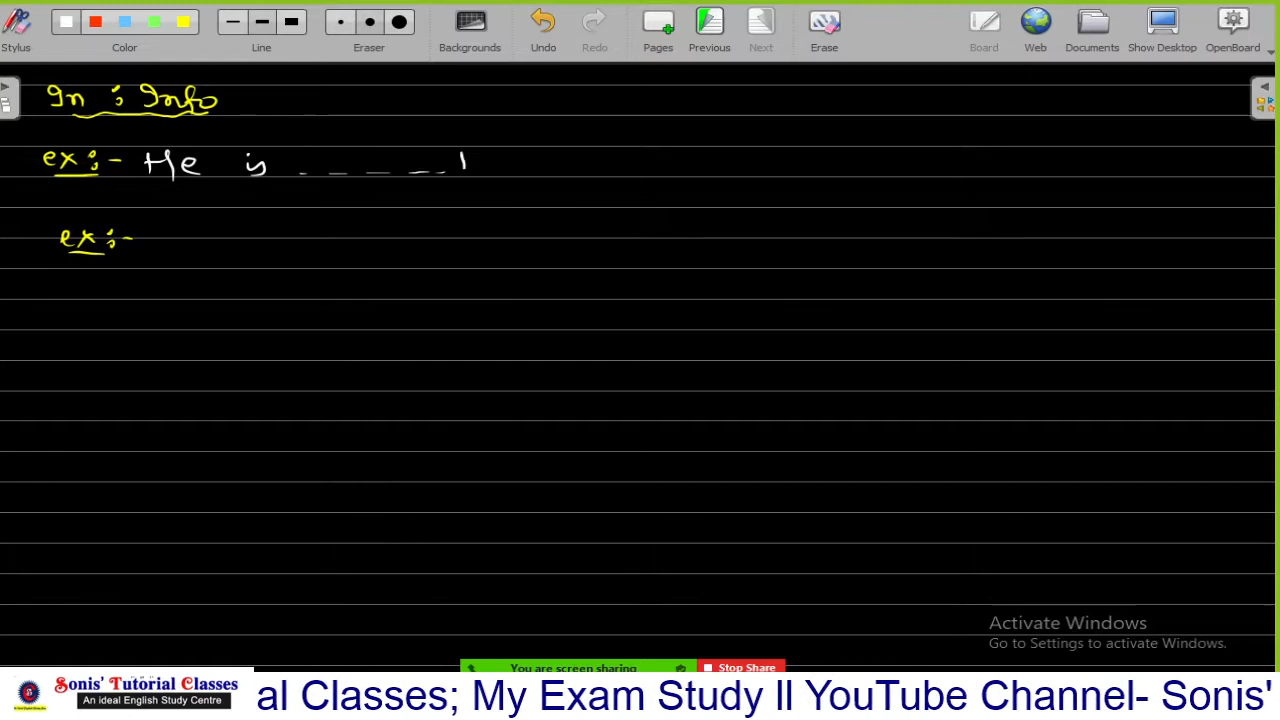 Stylus Color Line Eraser Backgrounds Undo Redo Pages Previous Next Erase Board Web Documents Show Desktop OpenBoard
In : Info
ex :- He is _ _ _ _ I
ex :-
Activate Windows
Go to Settings to activate Windows.
You are screen sharing Stop Share
Sonis' Tutorial Classes
An ideal English Study Centre
al Classes; My Exam Study ll YouTube Channel- Sonis'